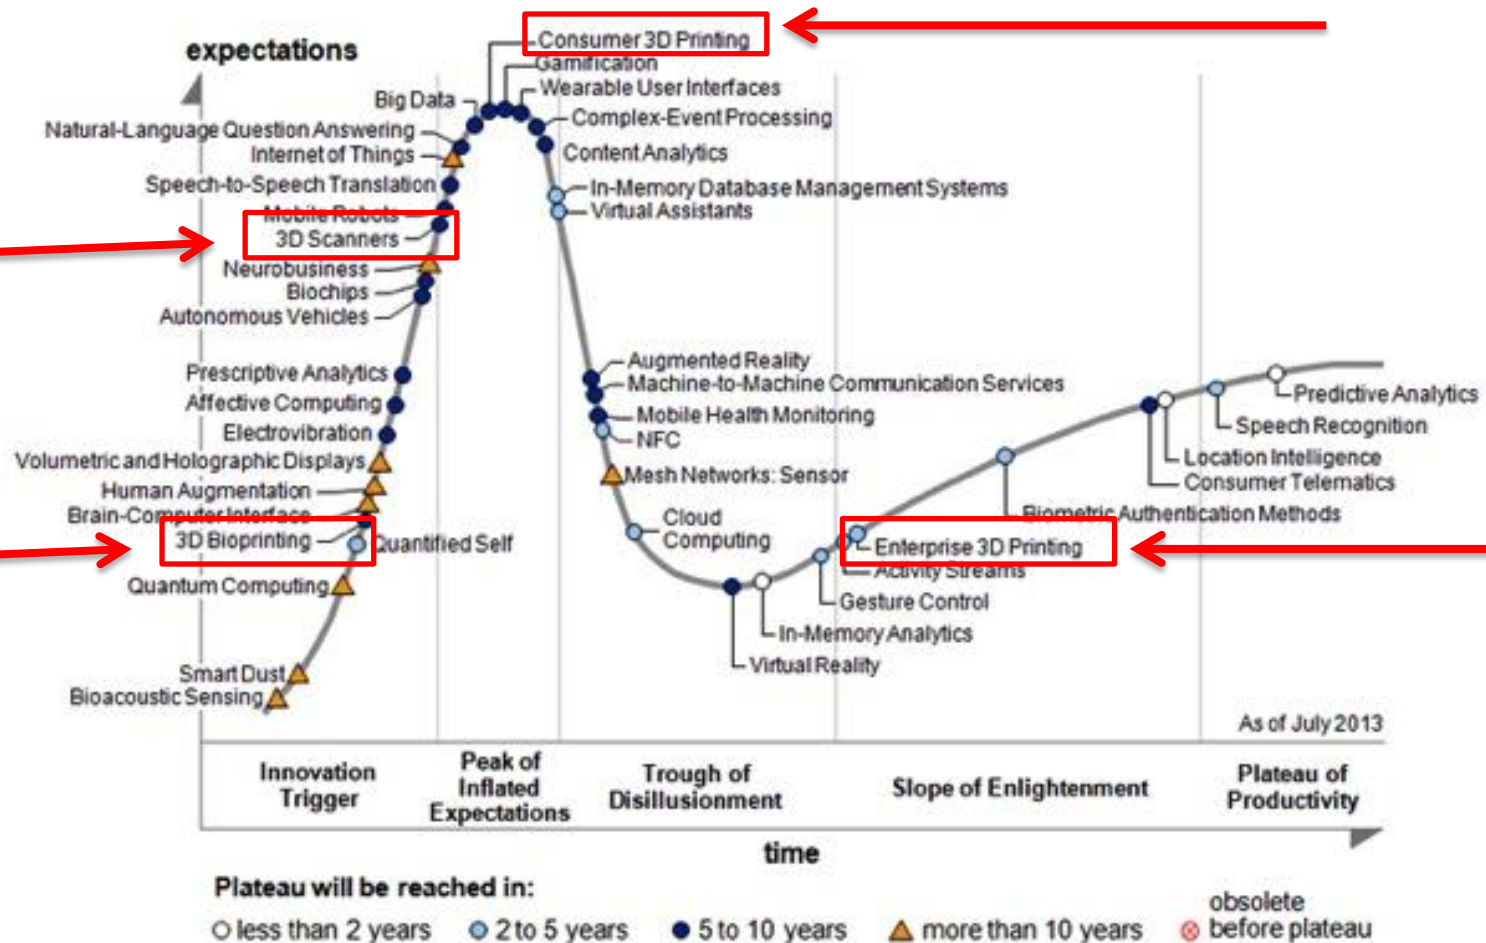 expectations
Consumer 3D Printing
Gamification
Wearable User Interfaces
Big Data
Complex-Event Processing
Natural-Language Question Answering
Internet of Things
Content Analytics
Speech-to-Speech Translation
In-Memory Database Management Systems
Mobile Robots
Virtual Assistants
3D Scanners
Neurobusiness
Biochips
Autonomous Vehicles
Augmented Reality
Prescriptive Analytics
Machine-to-Machine Communication Services
Predictive Analytics
Affective Computing
Mobile Health Monitoring
Speech Recognition
Electrovibration
NFC
Volumetric and Holographic Displays
Location Intelligence
Mesh Networks: Sensor
Consumer Telematics
Human Augmentation
Brain-Computer Interface
Biometric Authentication Methods
Cloud
Computing
3D Bioprinting
Quantified Self
Enterprise 3D Printing
Activity Streams
Quantum Computing
Gesture Control
In-Memory Analytics
Virtual Reality
Smart Dust
Bioacoustic Sensing
As of July 2013
Innovation
Trigger
Peak of
Inflated
Expectations
Trough of
Disillusionment
Slope of Enlightenment
Plateau of
Productivity
time
Plateau will be reached in:
less than 2 years
2 to 5 years
5 to 10 years
more than 10 years
obsolete
before plateau